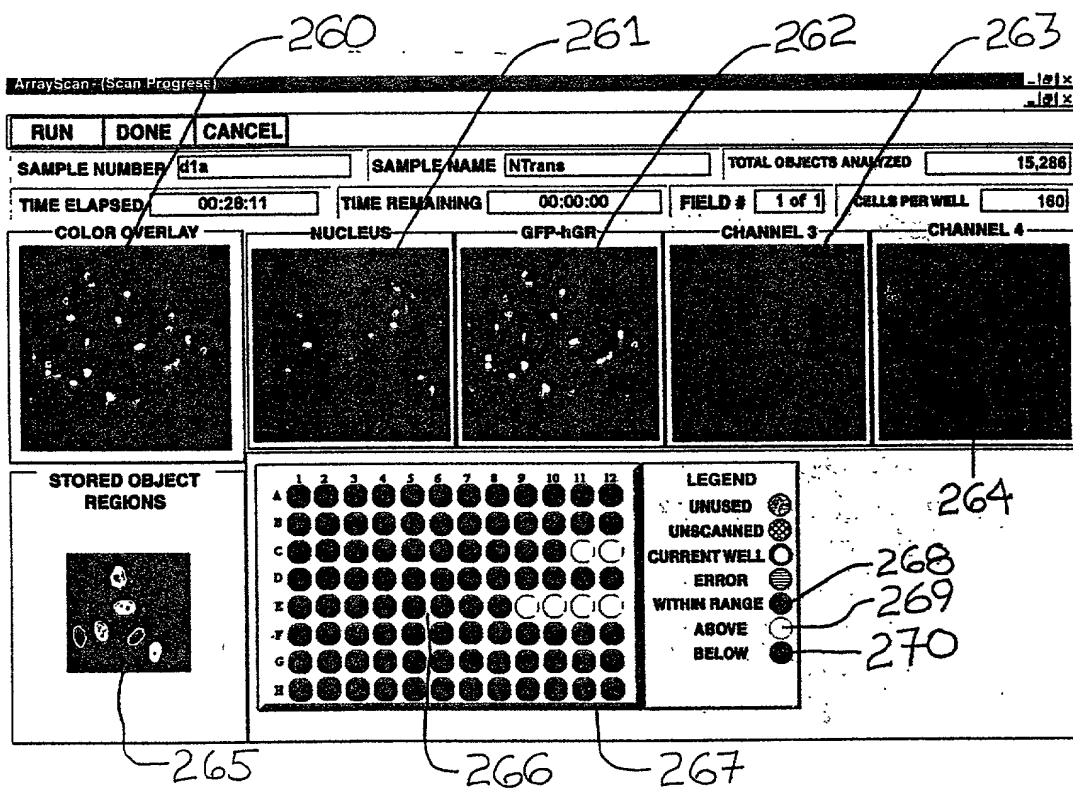 260 261 262 263
ArrayScan - (Scan Progress)
RUN DONE CANCEL
SAMPLE NUMBER d1a SAMPLE NAME NTrans TOTAL OBJECTS ANALYZED 15,286
TIME ELAPSED 00:28:11 TIME REMAINING 00:00:00 FIELD # 1 of 1 CELLS PER WELL 160
COLOR OVERLAY NUCLEUS GFP-hGR CHANNEL 3 CHANNEL 4
264
STORED OBJECT
REGIONS
1 2 3 4 5 6 7 8 9 10 11 12
A
B
C
D
E
F
G
H
LEGEND
UNUSED
UNSCANNED
CURRENT WELL
ERROR
WITHIN RANGE 268
ABOVE 269
BELOW 270
265 266 267